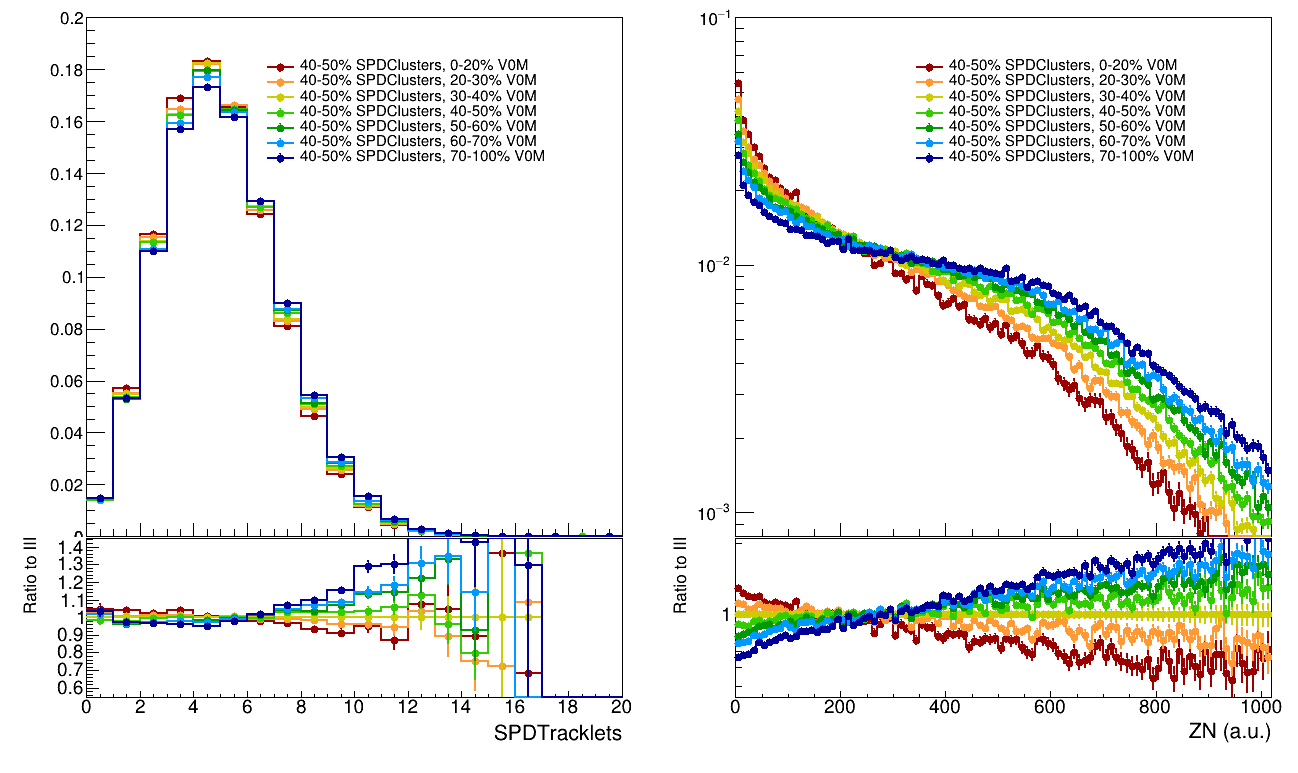 0.2
0.18
0.16
0.14
0.12
0.1
0.08
0.06
0.04
0.02
0
40-50% SPDClusters, 0-20% V0M
40-50% SPDClusters, 20-30% V0M
40-50% SPDClusters, 30-40% V0M
40-50% SPDClusters, 40-50% V0M
40-50% SPDClusters, 50-60% V0M
40-50% SPDClusters, 60-70% V0M
40-50% SPDClusters, 70-100% V0M
Ratio to III
1.4
1.3
1.2
1.1
1
0.9
0.8
0.7
0.6
0 2 4 6 8 10 12 14 16 18 20
SPDTracklets
10⁻¹
10⁻²
10⁻³
40-50% SPDClusters, 0-20% V0M
40-50% SPDClusters, 20-30% V0M
40-50% SPDClusters, 30-40% V0M
40-50% SPDClusters, 40-50% V0M
40-50% SPDClusters, 50-60% V0M
40-50% SPDClusters, 60-70% V0M
40-50% SPDClusters, 70-100% V0M
Ratio to III
1
0 200 400 600 800 1000
ZN (a.u.)